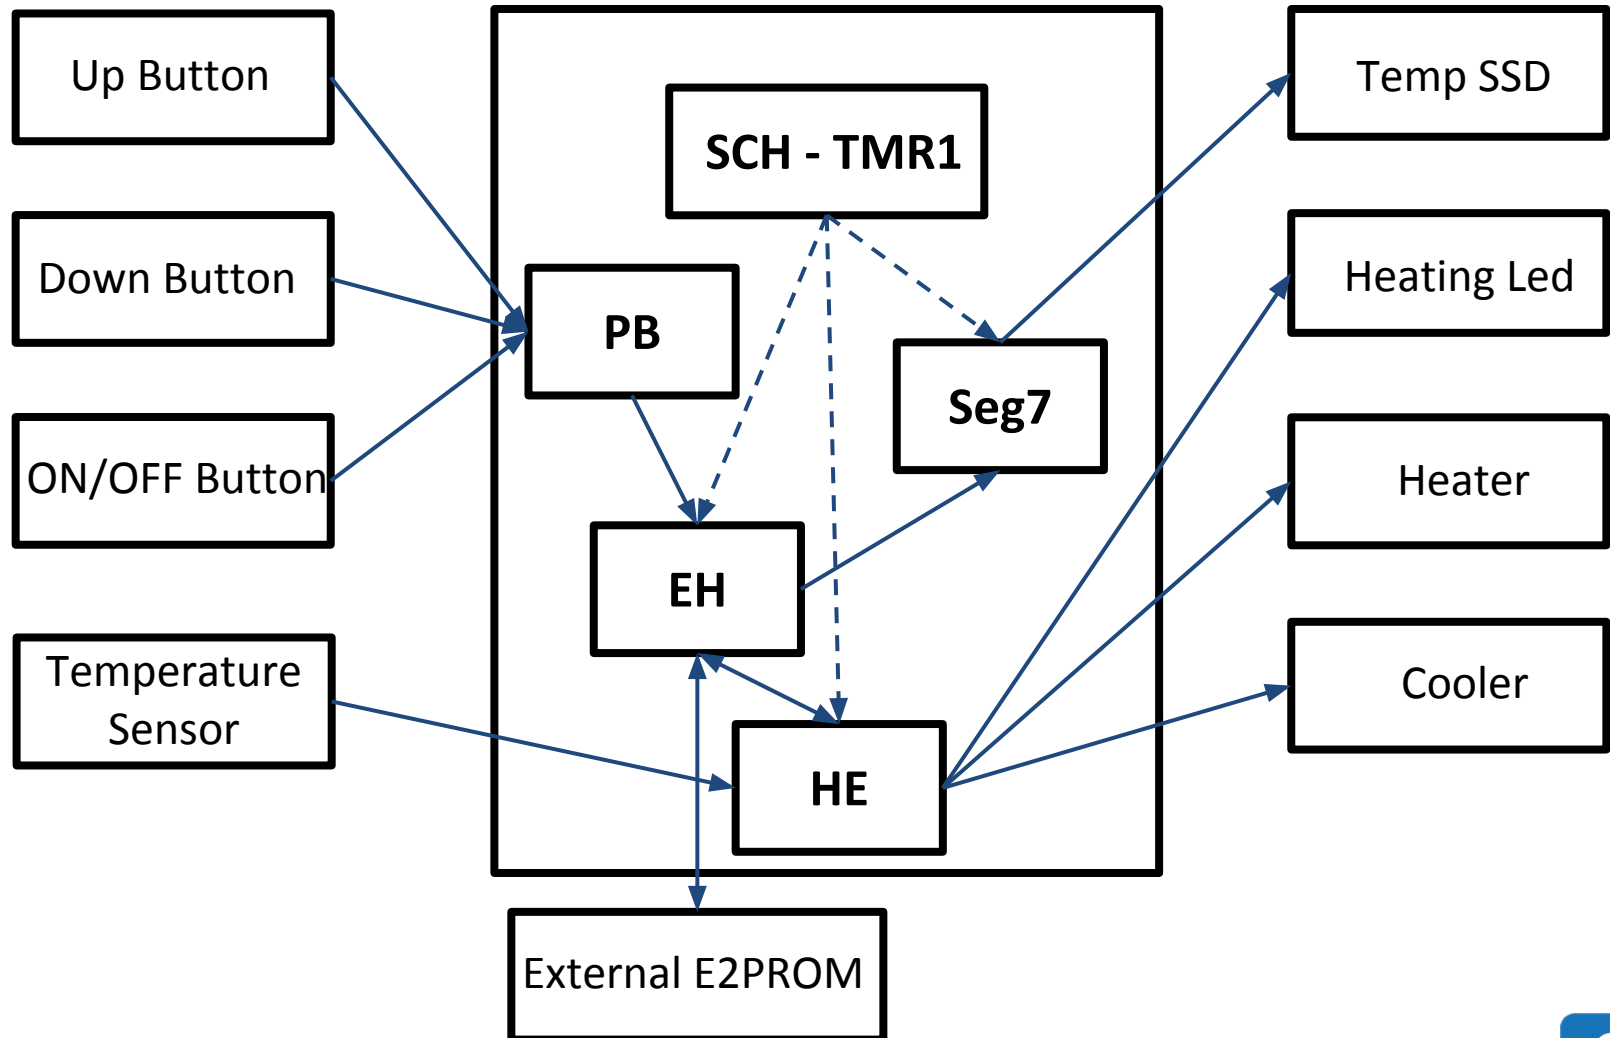 Up Button
Down Button
ON/OFF Button
Temperature
Sensor
SCH - TMR1
PB
Seg7
EH
HE
External E2PROM
Temp SSD
Heating Led
Heater
Cooler